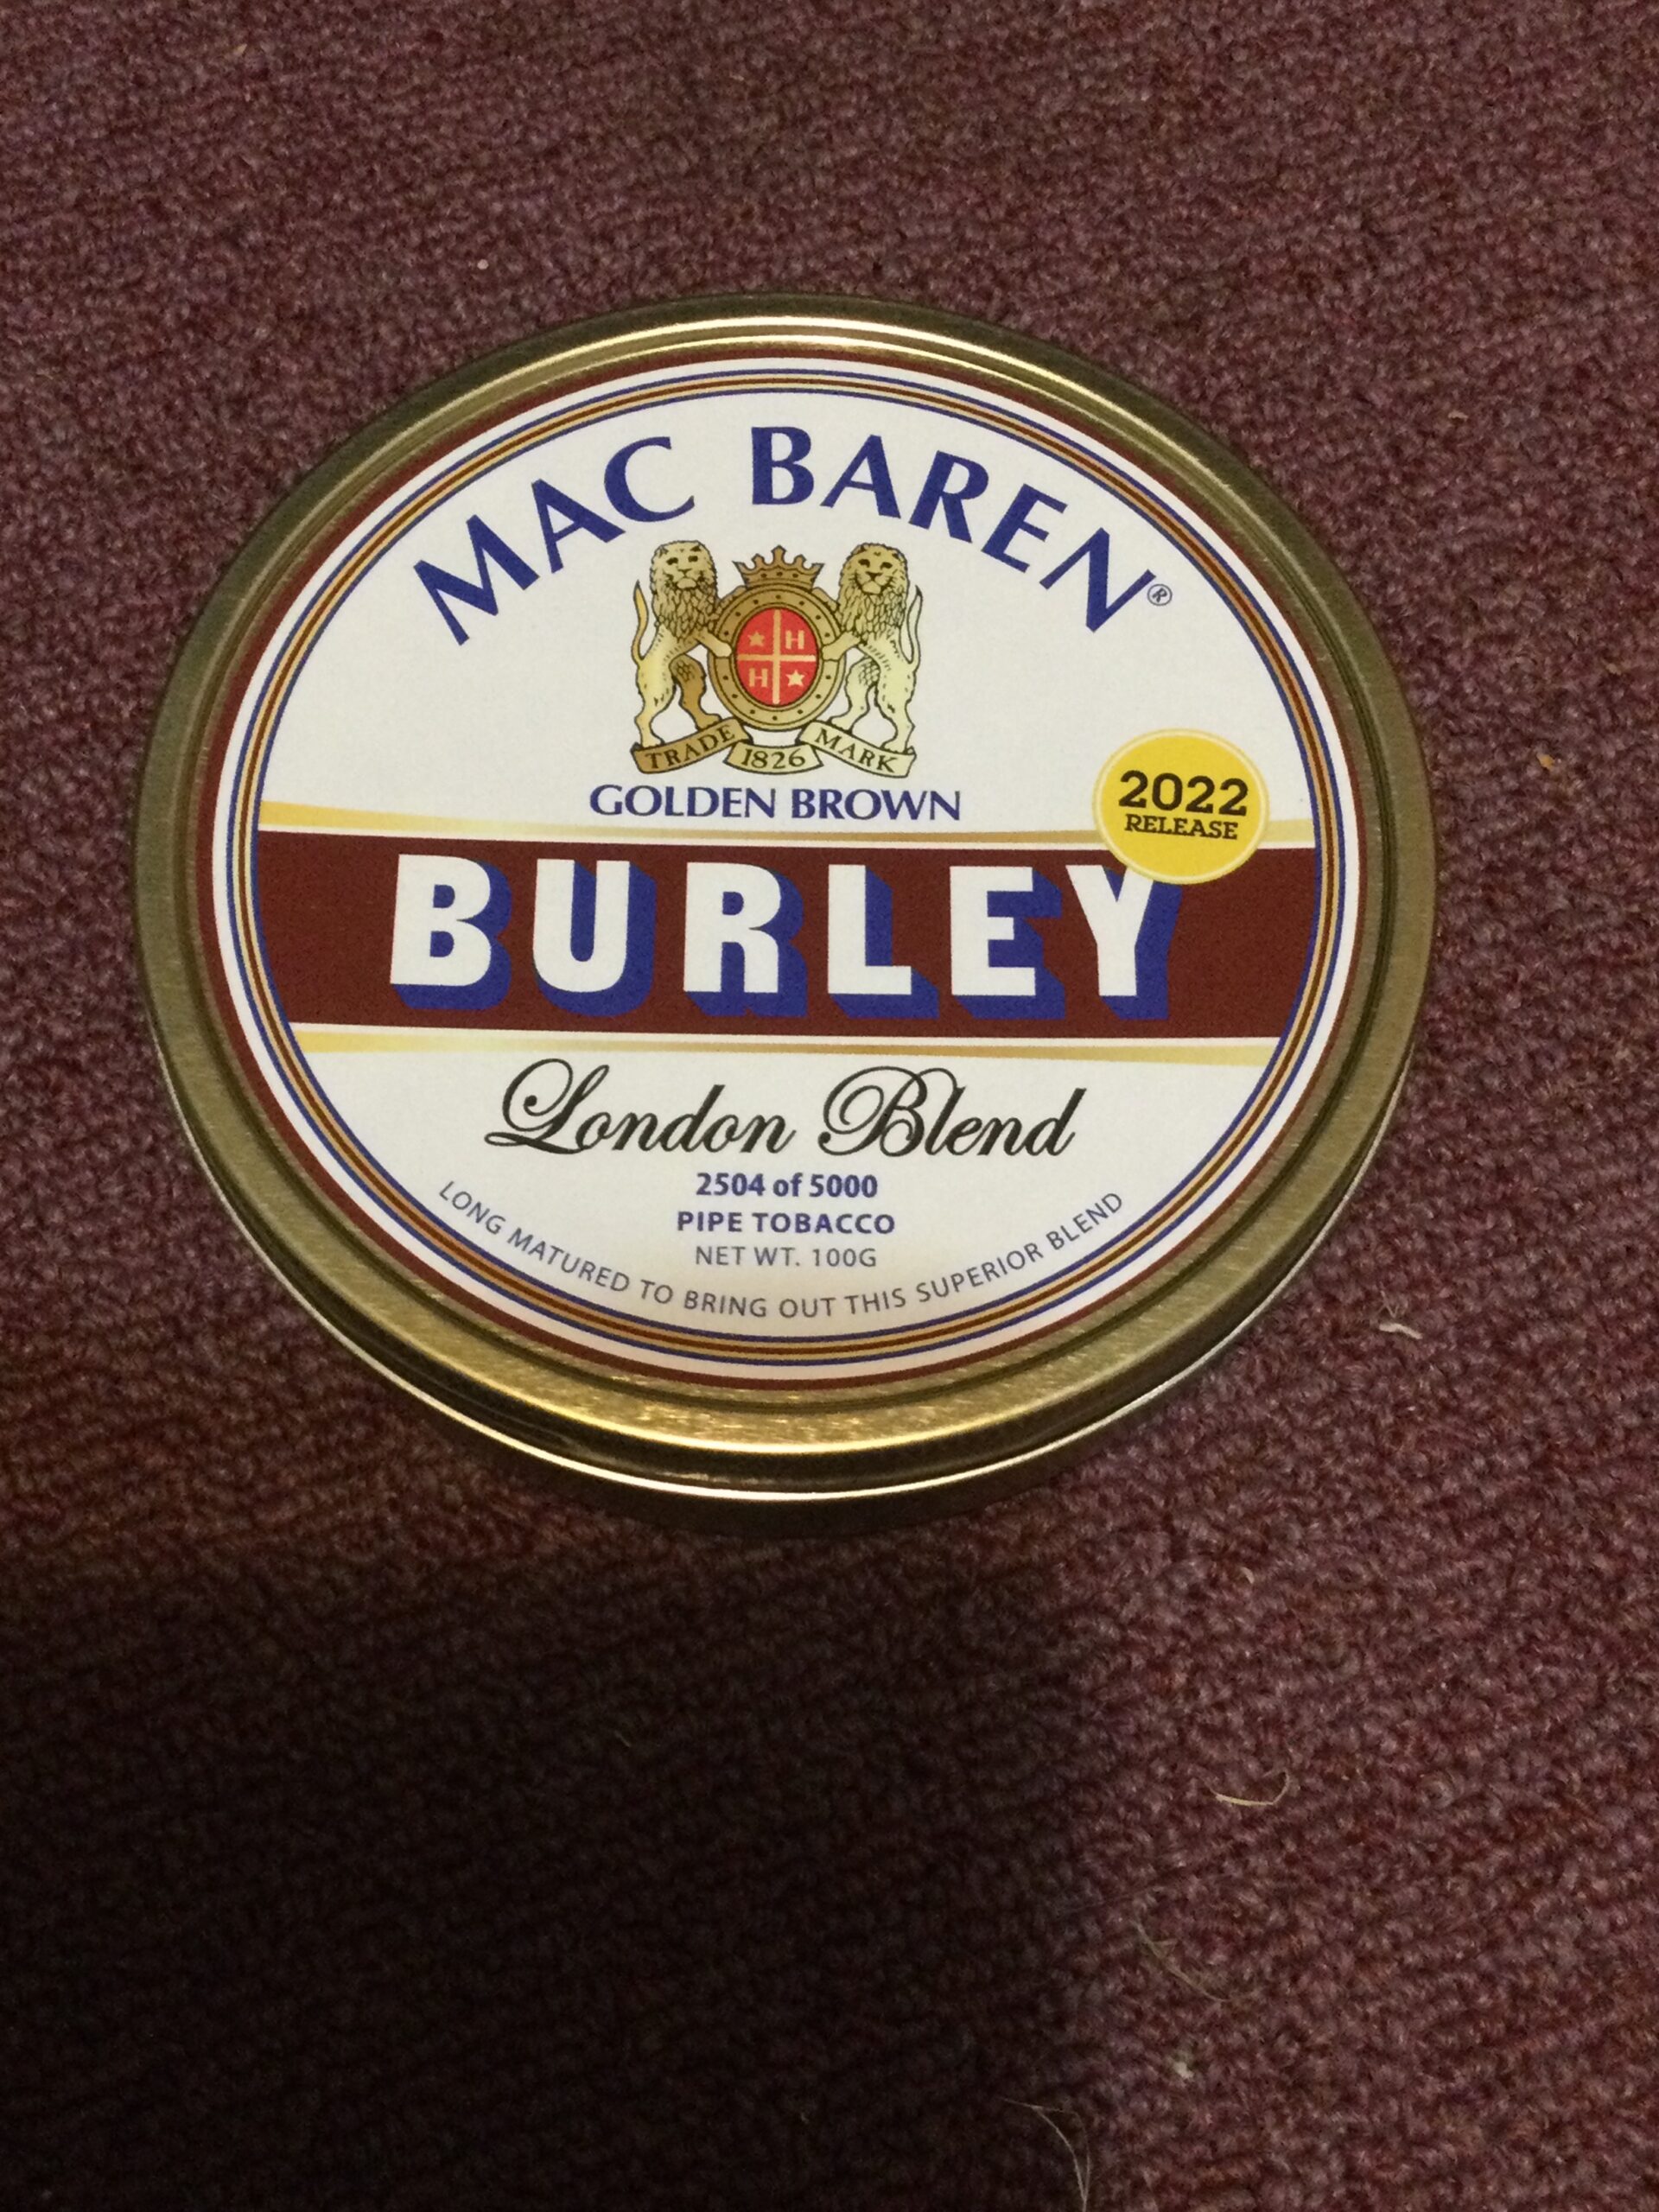 MAC BAREN®
H
H
TRADE 1826 MARK
GOLDEN BROWN
2022
RELEASE
BURLEY
London Blend
2504 of 5000
PIPE TOBACCO
NET WT. 100G
LONG MATURED TO BRING OUT THIS SUPERIOR BLEND